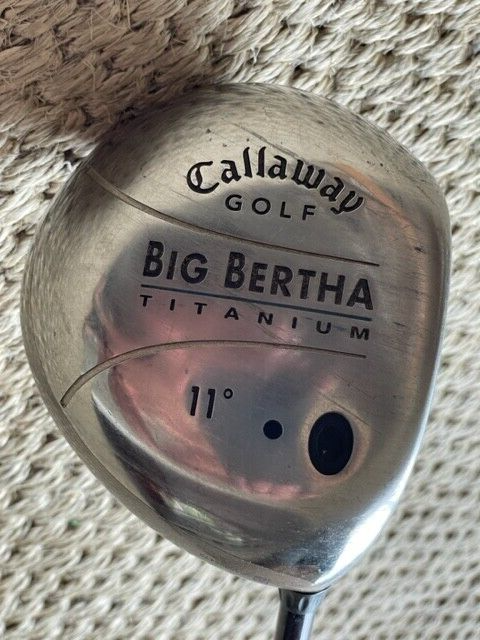 Callaway
GOLF
BIG BERTHA
TITANIUM
11°